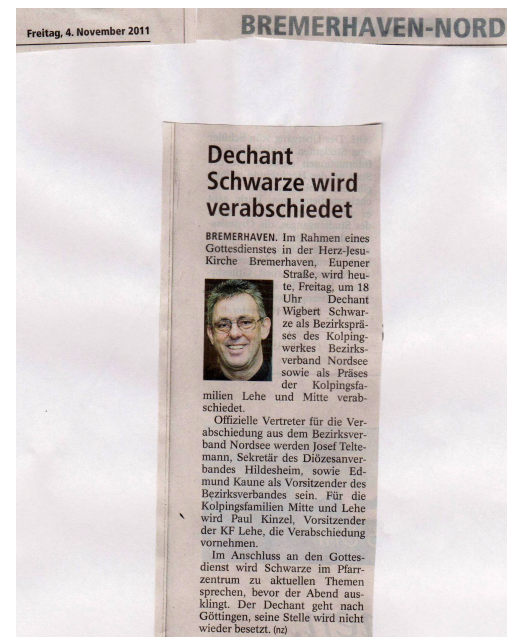 Freitag, 4. November 2011
BREMERHAVEN-NORD
Dechant
Schwarze wird
verabschiedet
BREMERHAVEN. Im Rahmen eines
Gottesdienstes in der Herz-Jesu-
Kirche Bremerhaven, Eupener
Straße, wird heu-
te, Freitag, um 18
Uhr Dechant
Wigbert Schwar-
ze als Bezirksprä-
ses des Kolping-
werkes Bezirks-
verband Nordsee
sowie als Präses
der Kolpingsfa-
milien Lehe und Mitte verab-
schiedet.
Offizielle Vertreter für die Ver-
abschiedung aus dem Bezirksver-
band Nordsee werden Josef Telte-
mann, Sekretär des Diözesanver-
bandes Hildesheim, sowie Ed-
mund Kaune als Vorsitzender des
Bezirksverbandes sein. Für die
Kolpingsfamilien Mitte und Lehe
wird Paul Kinzel, Vorsitzender
der KF Lehe, die Verabschiedung
vornehmen.
Im Anschluss an den Gottes-
dienst wird Schwarze im Pfarr-
zentrum zu aktuellen Themen
sprechen, bevor der Abend aus-
klingt. Der Dechant geht nach
Göttingen, seine Stelle wird nicht
wieder besetzt. (nz)